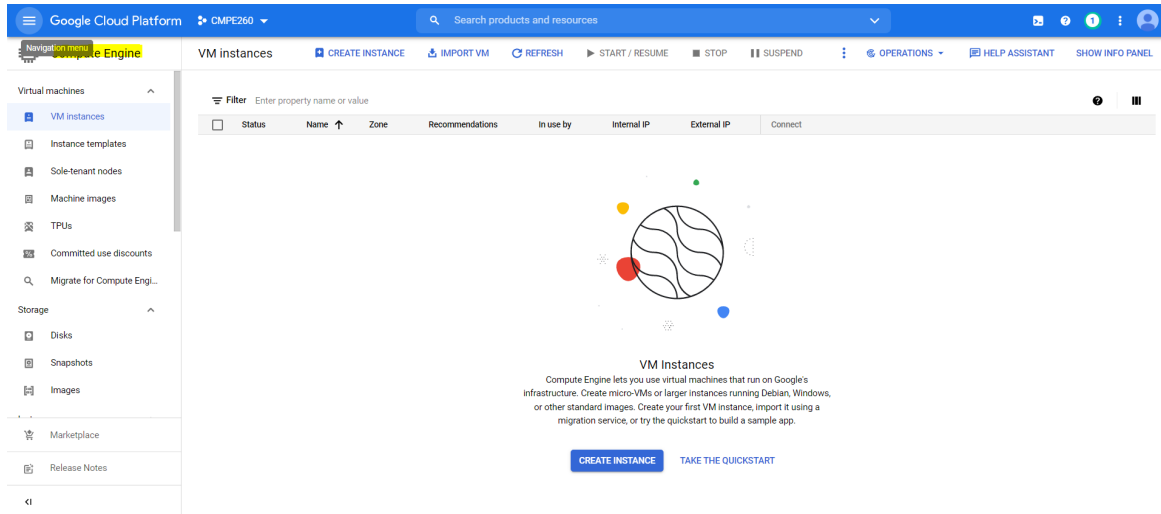 Google Cloud Platform CMPE260 Search products and resources 1
Navigation menu
Compute Engine
VM instances CREATE INSTANCE IMPORT VM REFRESH START / RESUME STOP SUSPEND OPERATIONS HELP ASSISTANT SHOW INFO PANEL
Virtual machines
VM instances
Instance templates
Sole-tenant nodes
Machine images
TPUs
Committed use discounts
Migrate for Compute Engi...
Storage
Disks
Snapshots
Images
Marketplace
Release Notes
Filter Enter property name or value
Status Name Zone Recommendations In use by Internal IP External IP Connect
VM Instances
Compute Engine lets you use virtual machines that run on Google's
infrastructure. Create micro-VMs or larger instances running Debian, Windows,
or other standard images. Create your first VM instance, import it using a
migration service, or try the quickstart to build a sample app.
CREATE INSTANCE TAKE THE QUICKSTART